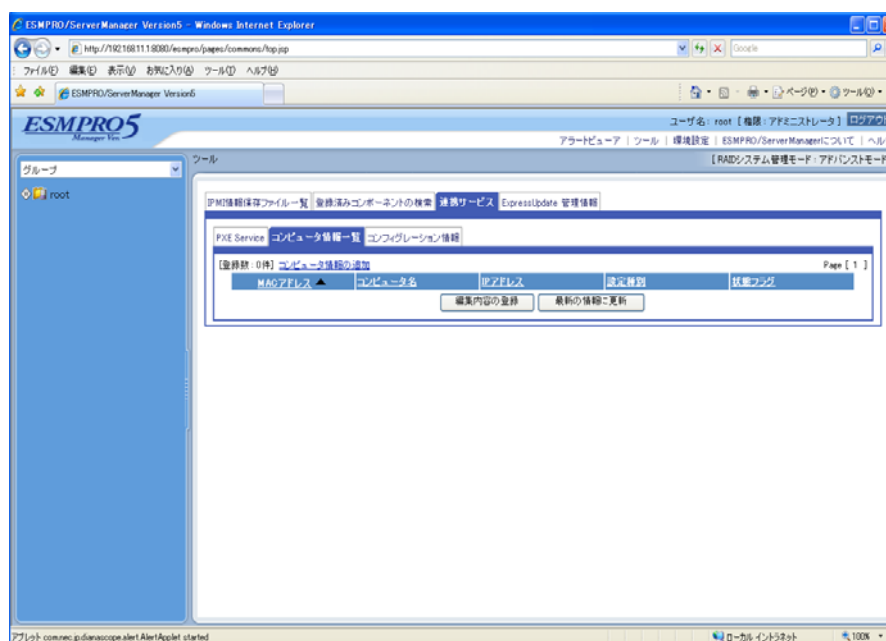 ESMPRO/ServerManager Version5 - Windows Internet Explorer
http://192.168.11.1:8080/esmpro/pages/commons/top.jsp
Google
ファイル(F) 編集(E) 表示(V) お気に入り(A) ツール(T) ヘルプ(H)
ESMPRO/ServerManager Version5
ページ(P) ツール(O)
ESMPRO5
Manager Ver.
ユーザ名: root [権限: アドミニストレータ] ログアウ
アラートビューア | ツール | 環境設定 | ESMPRO/ServerManagerについて | ヘル
グループ
ツール
[RAIDシステム管理モード: アドバンストモード
root
IPMI情報保存ファイル一覧 登録済みコンポーネントの検索 連携サービス ExpressUpdate 管理情報
PXE Service コンピュータ情報一覧 コンフィグレーション情報
[登録数: 0件] コンピュータ情報の追加 Page [ 1 ]
MACアドレス▲ コンピュータ名 IPアドレス 設定種別 状態フラグ
編集内容の登録 最新の情報に更新
アプレット com.nec.jp.dianascope.alert.AlertApplet started
ローカル イントラネット 100%